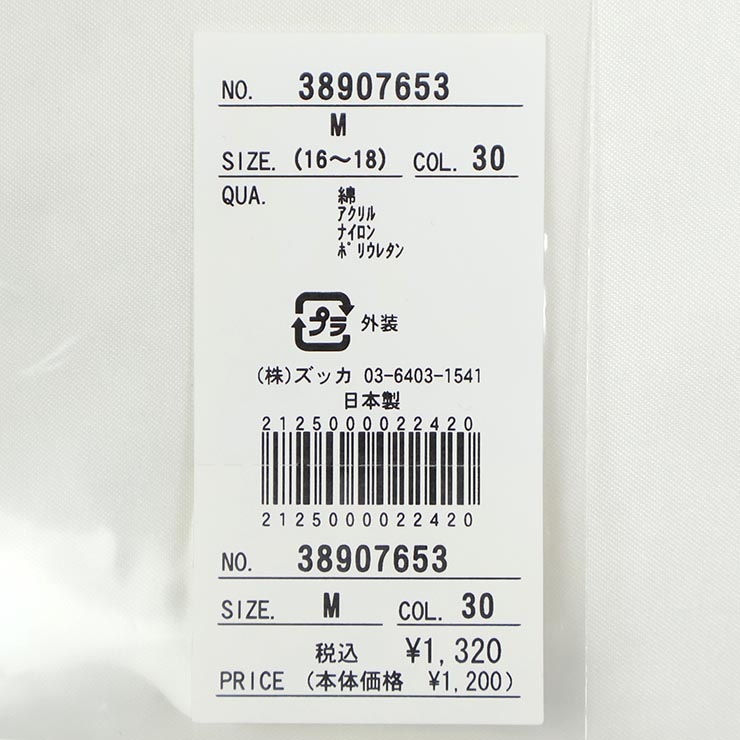 NO. 38907653
M
SIZE. (16〜18) COL. 30
QUA. 綿
アクリル
ナイロン
ポリウレタン
プラ 外装
(株)ズッカ 03-6403-1541
日本製
2125000022420
2125000022420
NO. 38907653
SIZE. M COL. 30
税込 ¥1,320
PRICE (本体価格 ¥1,200)